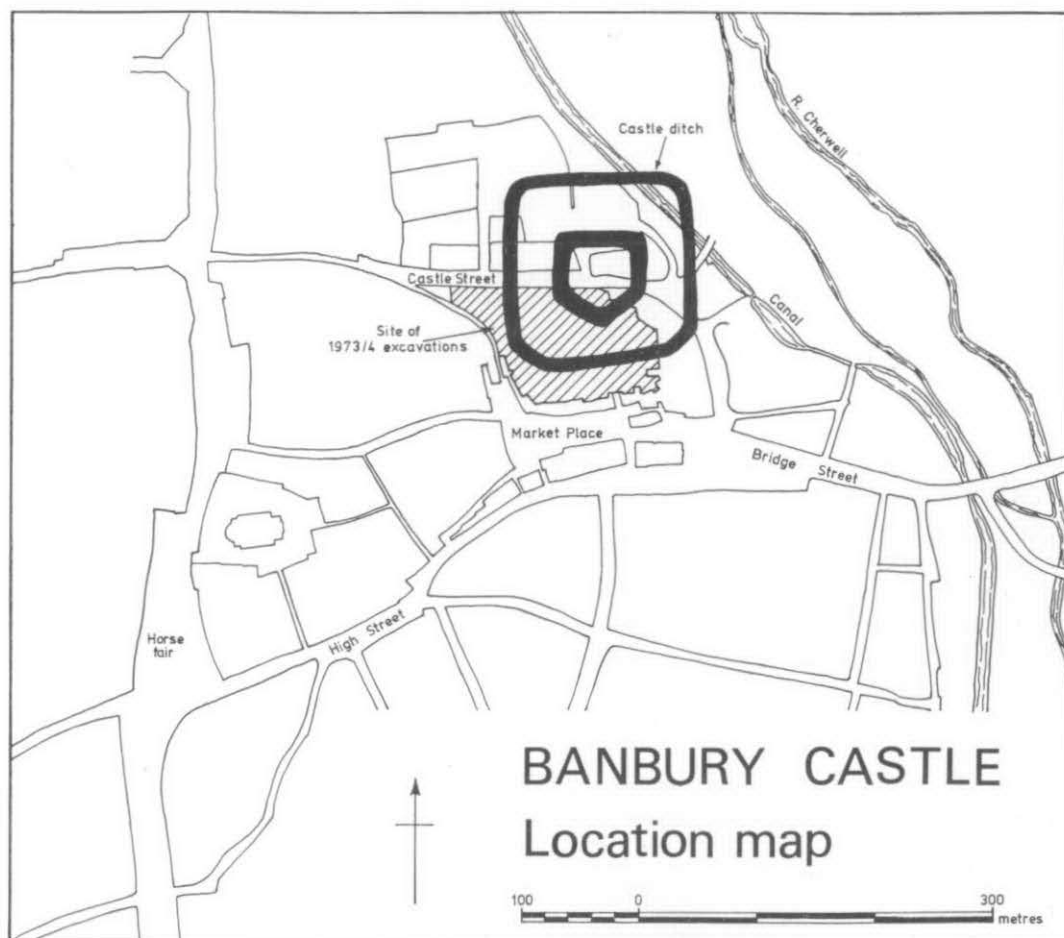 R. Cherwell
Castle ditch
Castle Street
Canal
Site of
1973/4 excavations
Market Place
Bridge Street
Horse
fair
High Street
BANBURY CASTLE
Location map
100 0 300
metres